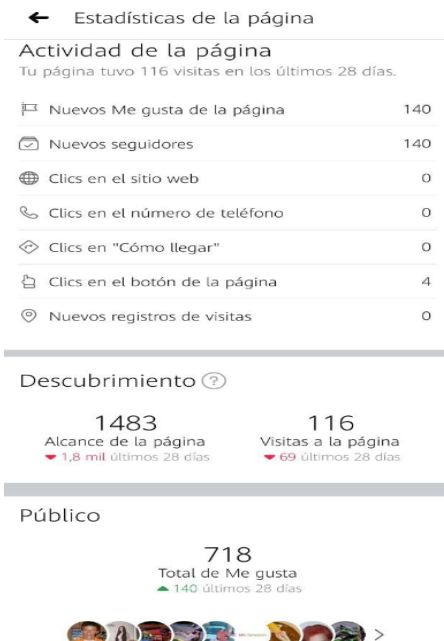 Estadísticas de la página
Actividad de la página
Tu página tuvo 116 visitas en los últimos 28 días.
Nuevos Me gusta de la página 140
Nuevos seguidores 140
Clics en el sitio web 0
Clics en el número de teléfono 0
Clics en "Cómo llegar" 0
Clics en el botón de la página 4
Nuevos registros de visitas 0
Descubrimiento ?
1483 116
Alcance de la página Visitas a la página
1,8 mil últimos 28 días 69 últimos 28 días
Público
718
Total de Me gusta
140 últimos 28 días